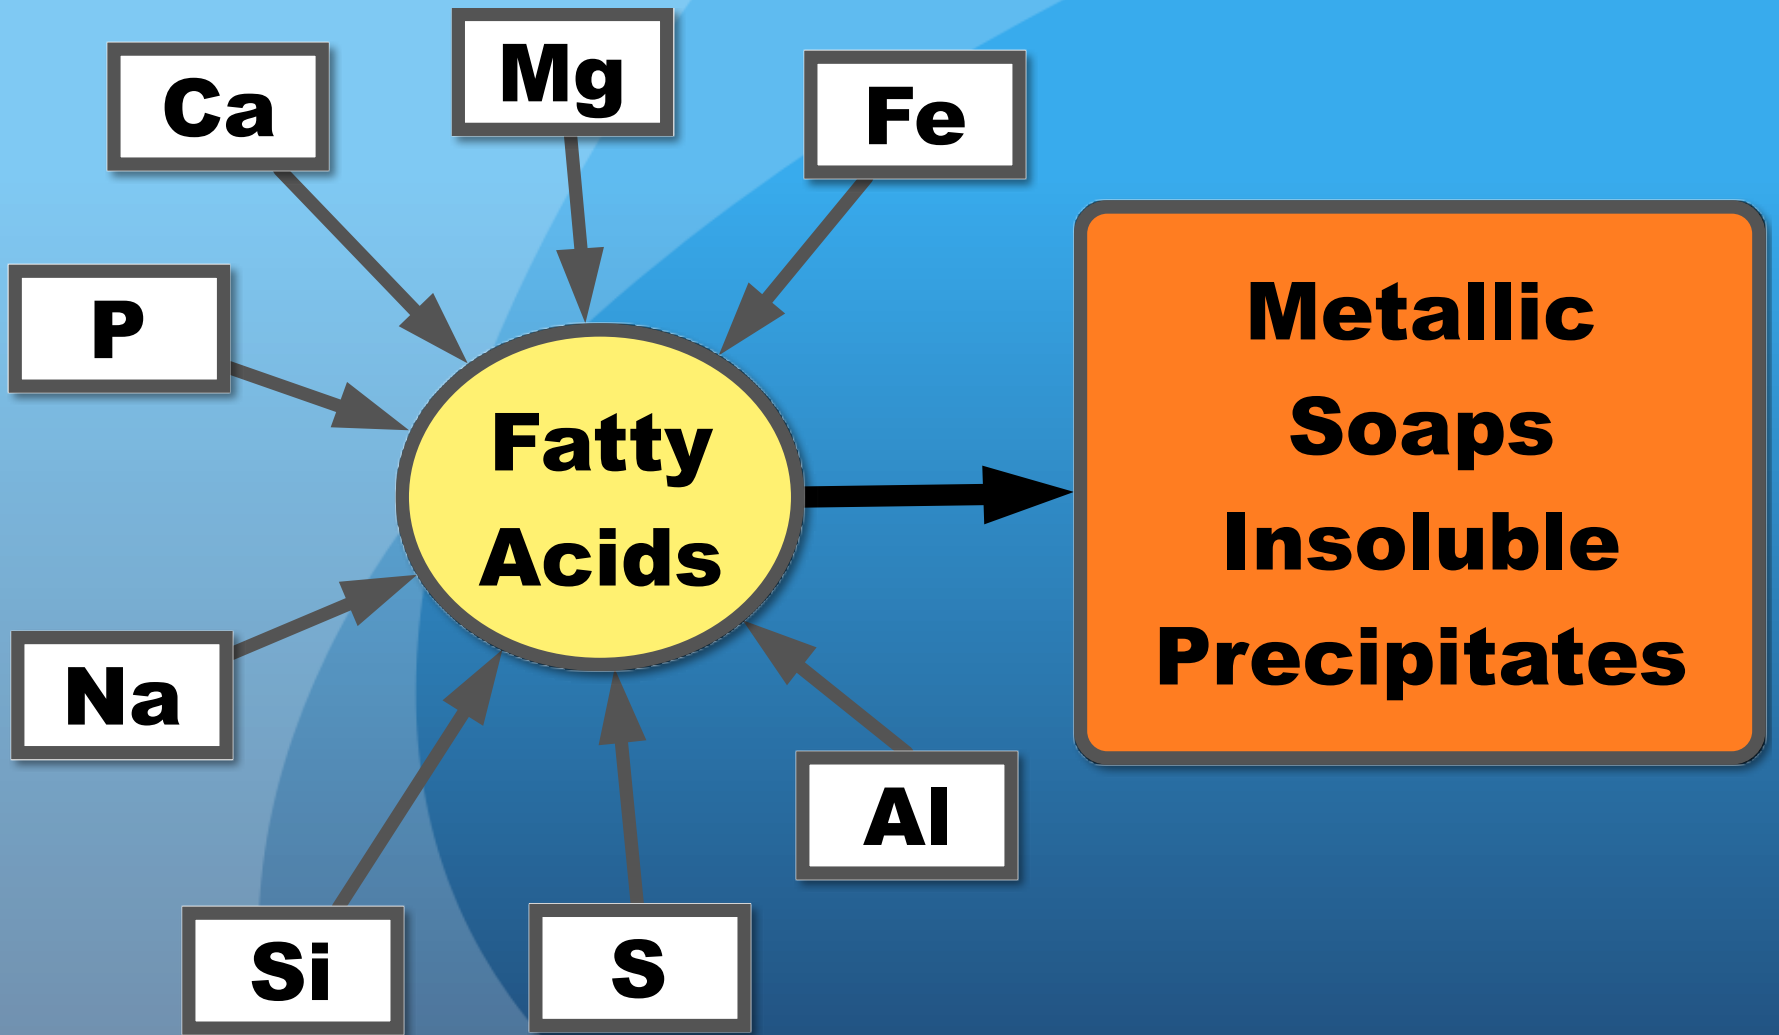 Ca
Mg
Fe
P
Fatty
Acids
Metallic
Soaps
Insoluble
Precipitates
Na
Al
Si
S